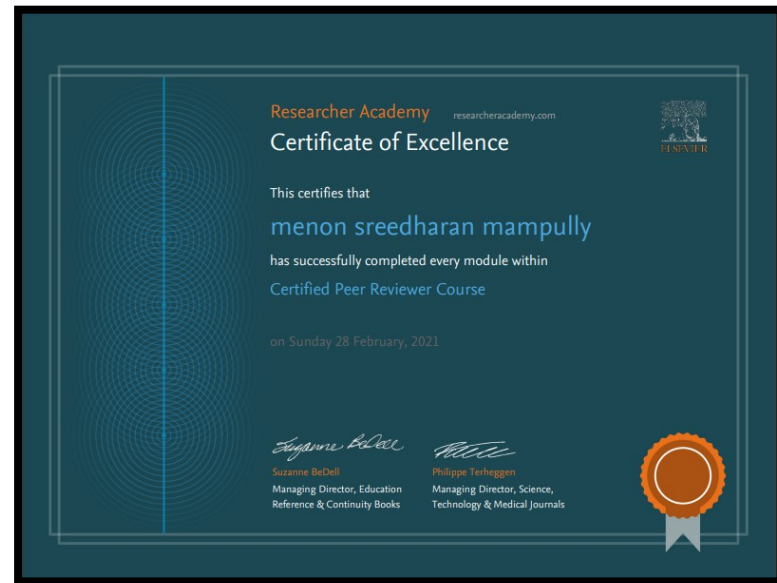 Researcher Academy researcheracademy.com
Certificate of Excellence
ELSEVIER
This certifies that
menon sreedharan mampully
has successfully completed every module within
Certified Peer Reviewer Course
on Sunday 28 February, 2021
Suzanne BeDell
Suzanne BeDell
Managing Director, Education
Reference & Continuity Books
Philippe Terheggen
Managing Director, Science,
Technology & Medical Journals